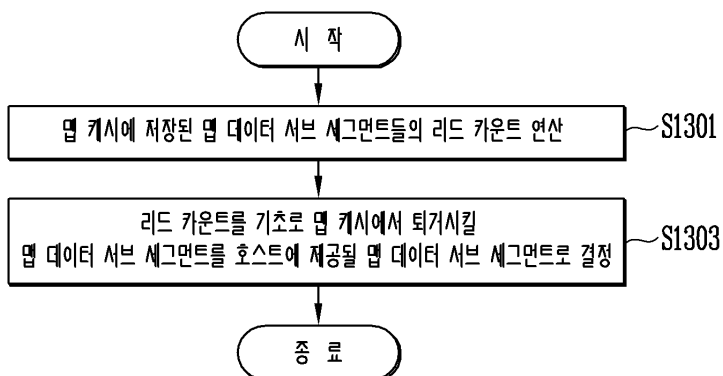 시 작
맵 캐시에 저장된 맵 데이터 서브 세그먼트들의 리드 카운트 연산
S1301
리드 카운트를 기초로 맵 캐시에서 퇴거시킬
맵 데이터 서브 세그먼트를 호스트에 제공될 맵 데이터 서브 세그먼트로 결정
S1303
종 료